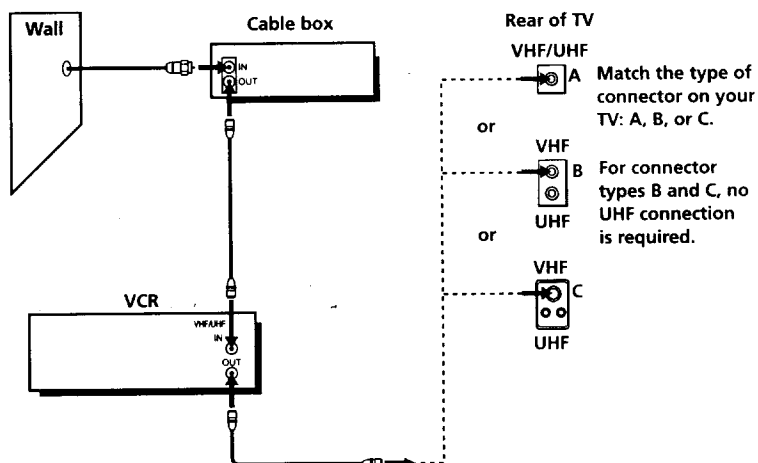 Wall
Cable box
IN
OUT
VCR
VHF/UHF
IN
OUT
Rear of TV
VHF/UHF
A
Match the type of
connector on your
TV: A, B, or C.
or
VHF
B
For connector
types B and C, no
UHF connection
is required.
UHF
or
VHF
C
UHF